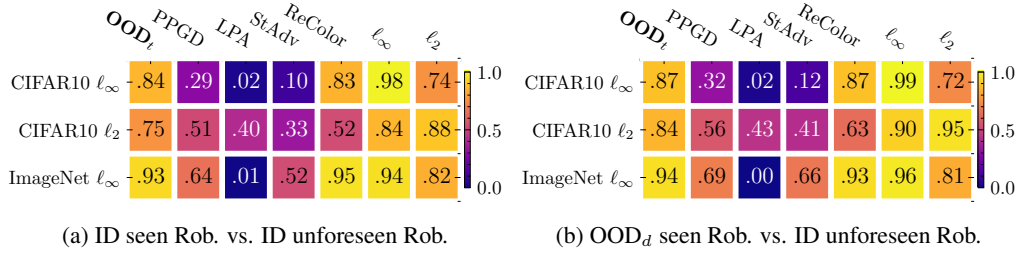 OOD_t PPGD LPA StAdv ReColor ℓ∞ ℓ2
CIFAR10 ℓ∞ .84 .29 .02 .10 .83 .98 .74
CIFAR10 ℓ2 .75 .51 .40 .33 .52 .84 .88
ImageNet ℓ∞ .93 .64 .01 .52 .95 .94 .82
1.0
0.5
0.0
(a) ID seen Rob. vs. ID unforeseen Rob.
OOD_t PPGD LPA StAdv ReColor ℓ∞ ℓ2
CIFAR10 ℓ∞ .87 .32 .02 .12 .87 .99 .72
CIFAR10 ℓ2 .84 .56 .43 .41 .63 .90 .95
ImageNet ℓ∞ .94 .69 .00 .66 .93 .96 .81
1.0
0.5
0.0
(b) OOD_d seen Rob. vs. ID unforeseen Rob.